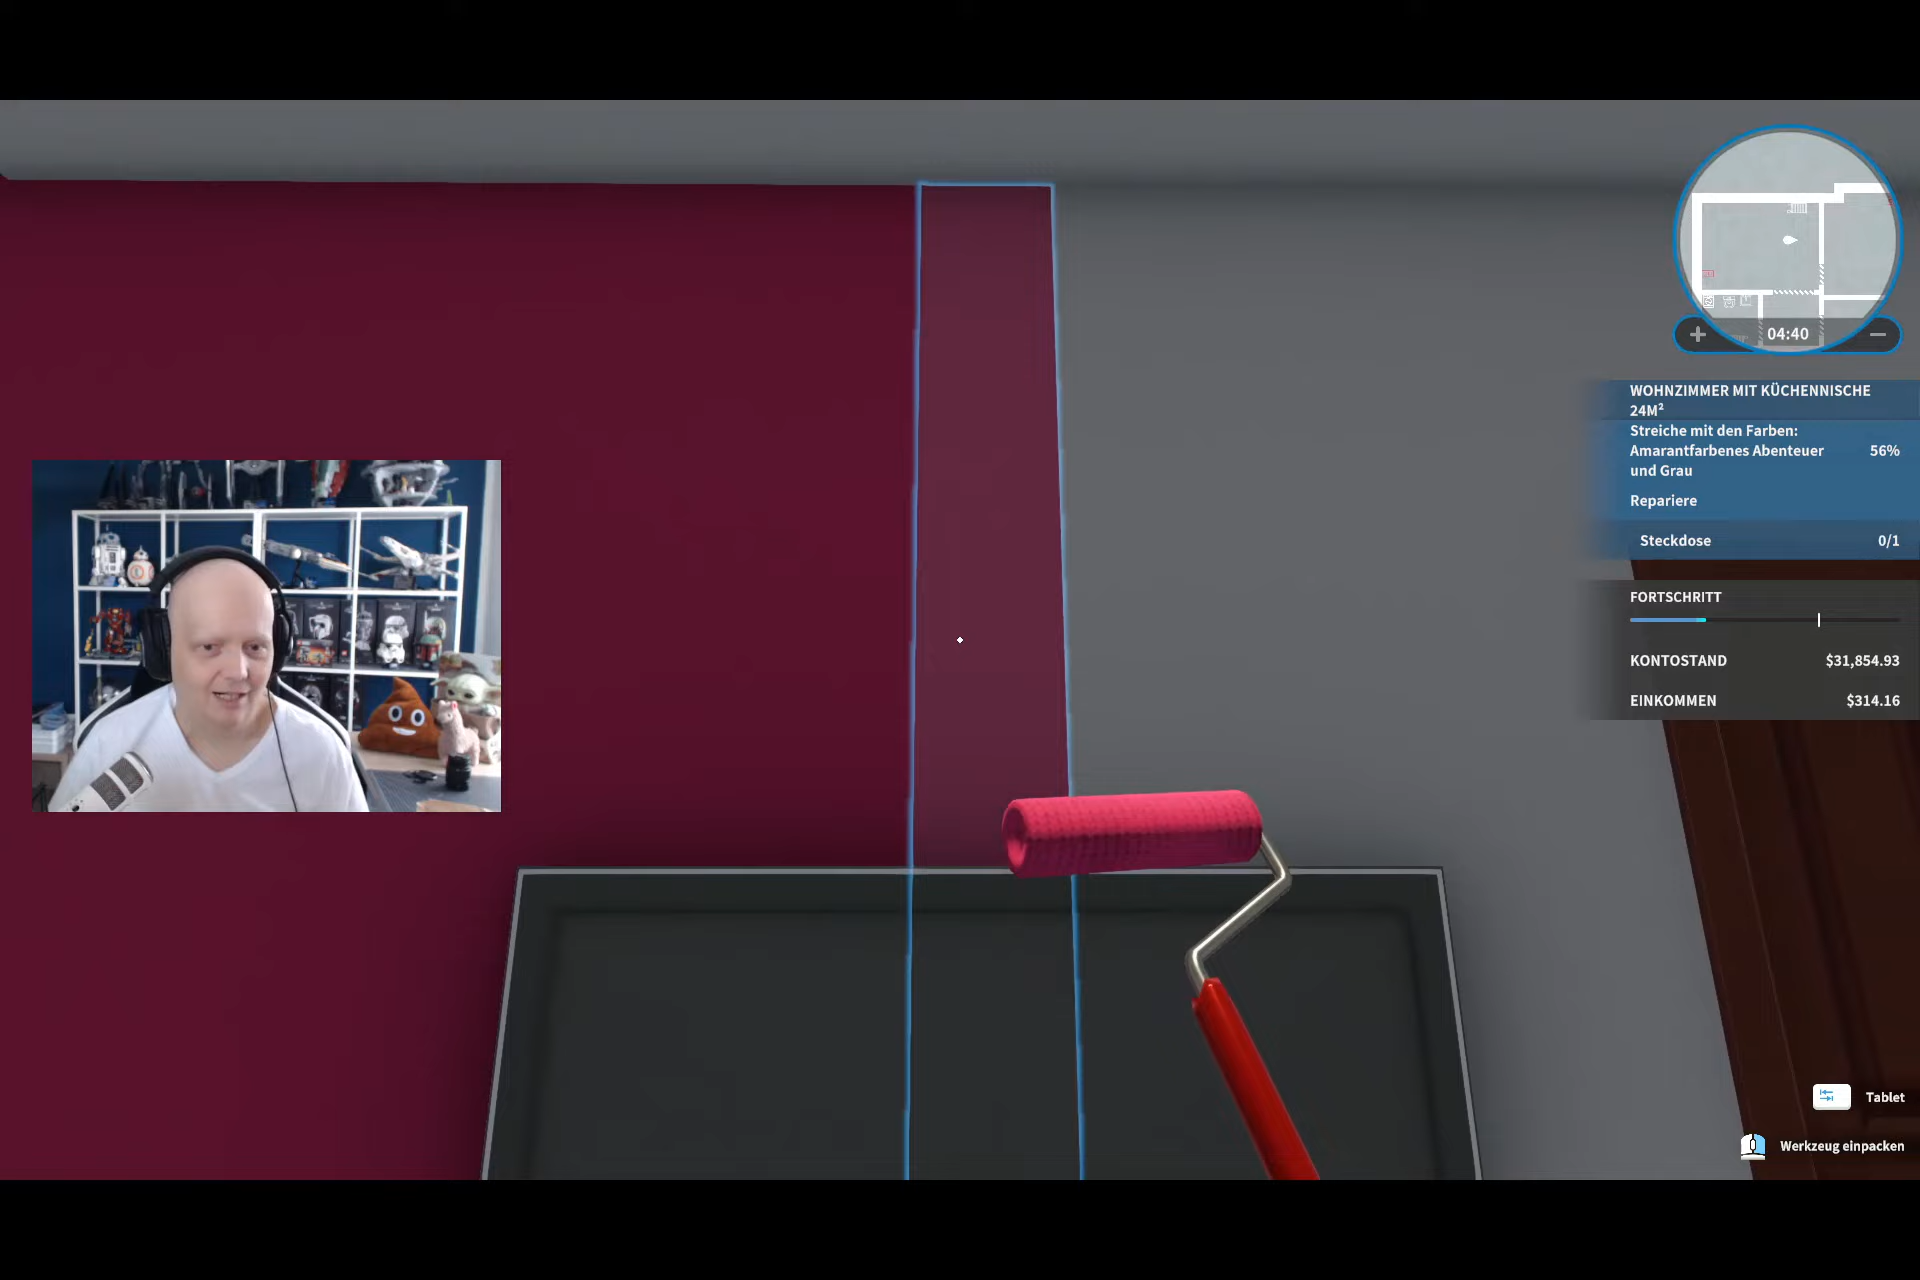 04:40
WOHNZIMMER MIT KÜCHENNISCHE
24M²
Streiche mit den Farben:
Amarantfarbenes Abenteuer 56%
und Grau
Repariere
Steckdose 0/1
FORTSCHRITT
KONTOSTAND $31,854.93
EINKOMMEN $314.16
Tablet
Werkzeug einpacken